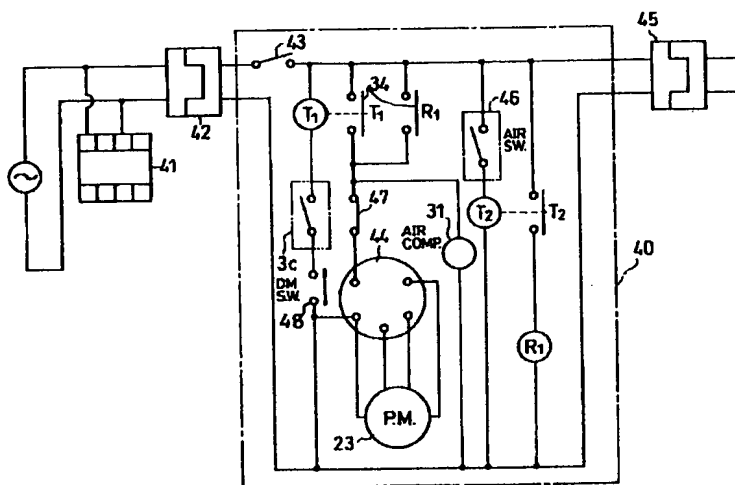 43
45
34
46
T1
T1
R1
AIR
SW.
42
41
47
31
T2
T2
3c
44
AIR
COMP.
40
DM
S.W.
48
R1
P.M.
23